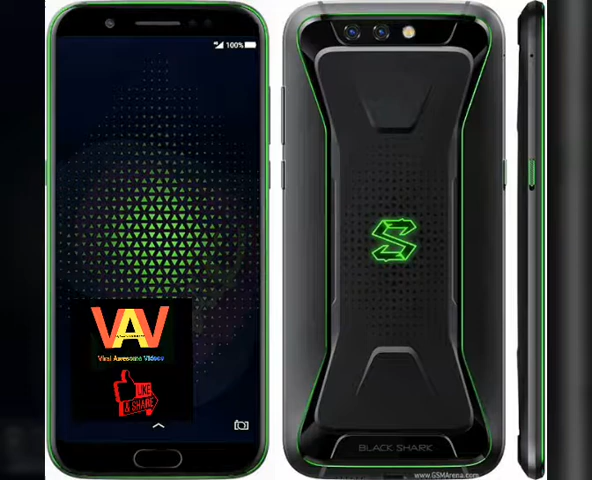 100%
VAV
Viral Awesome Videos
LIKE
& SHARE
BLACK SHARK
www.GSMArena.com